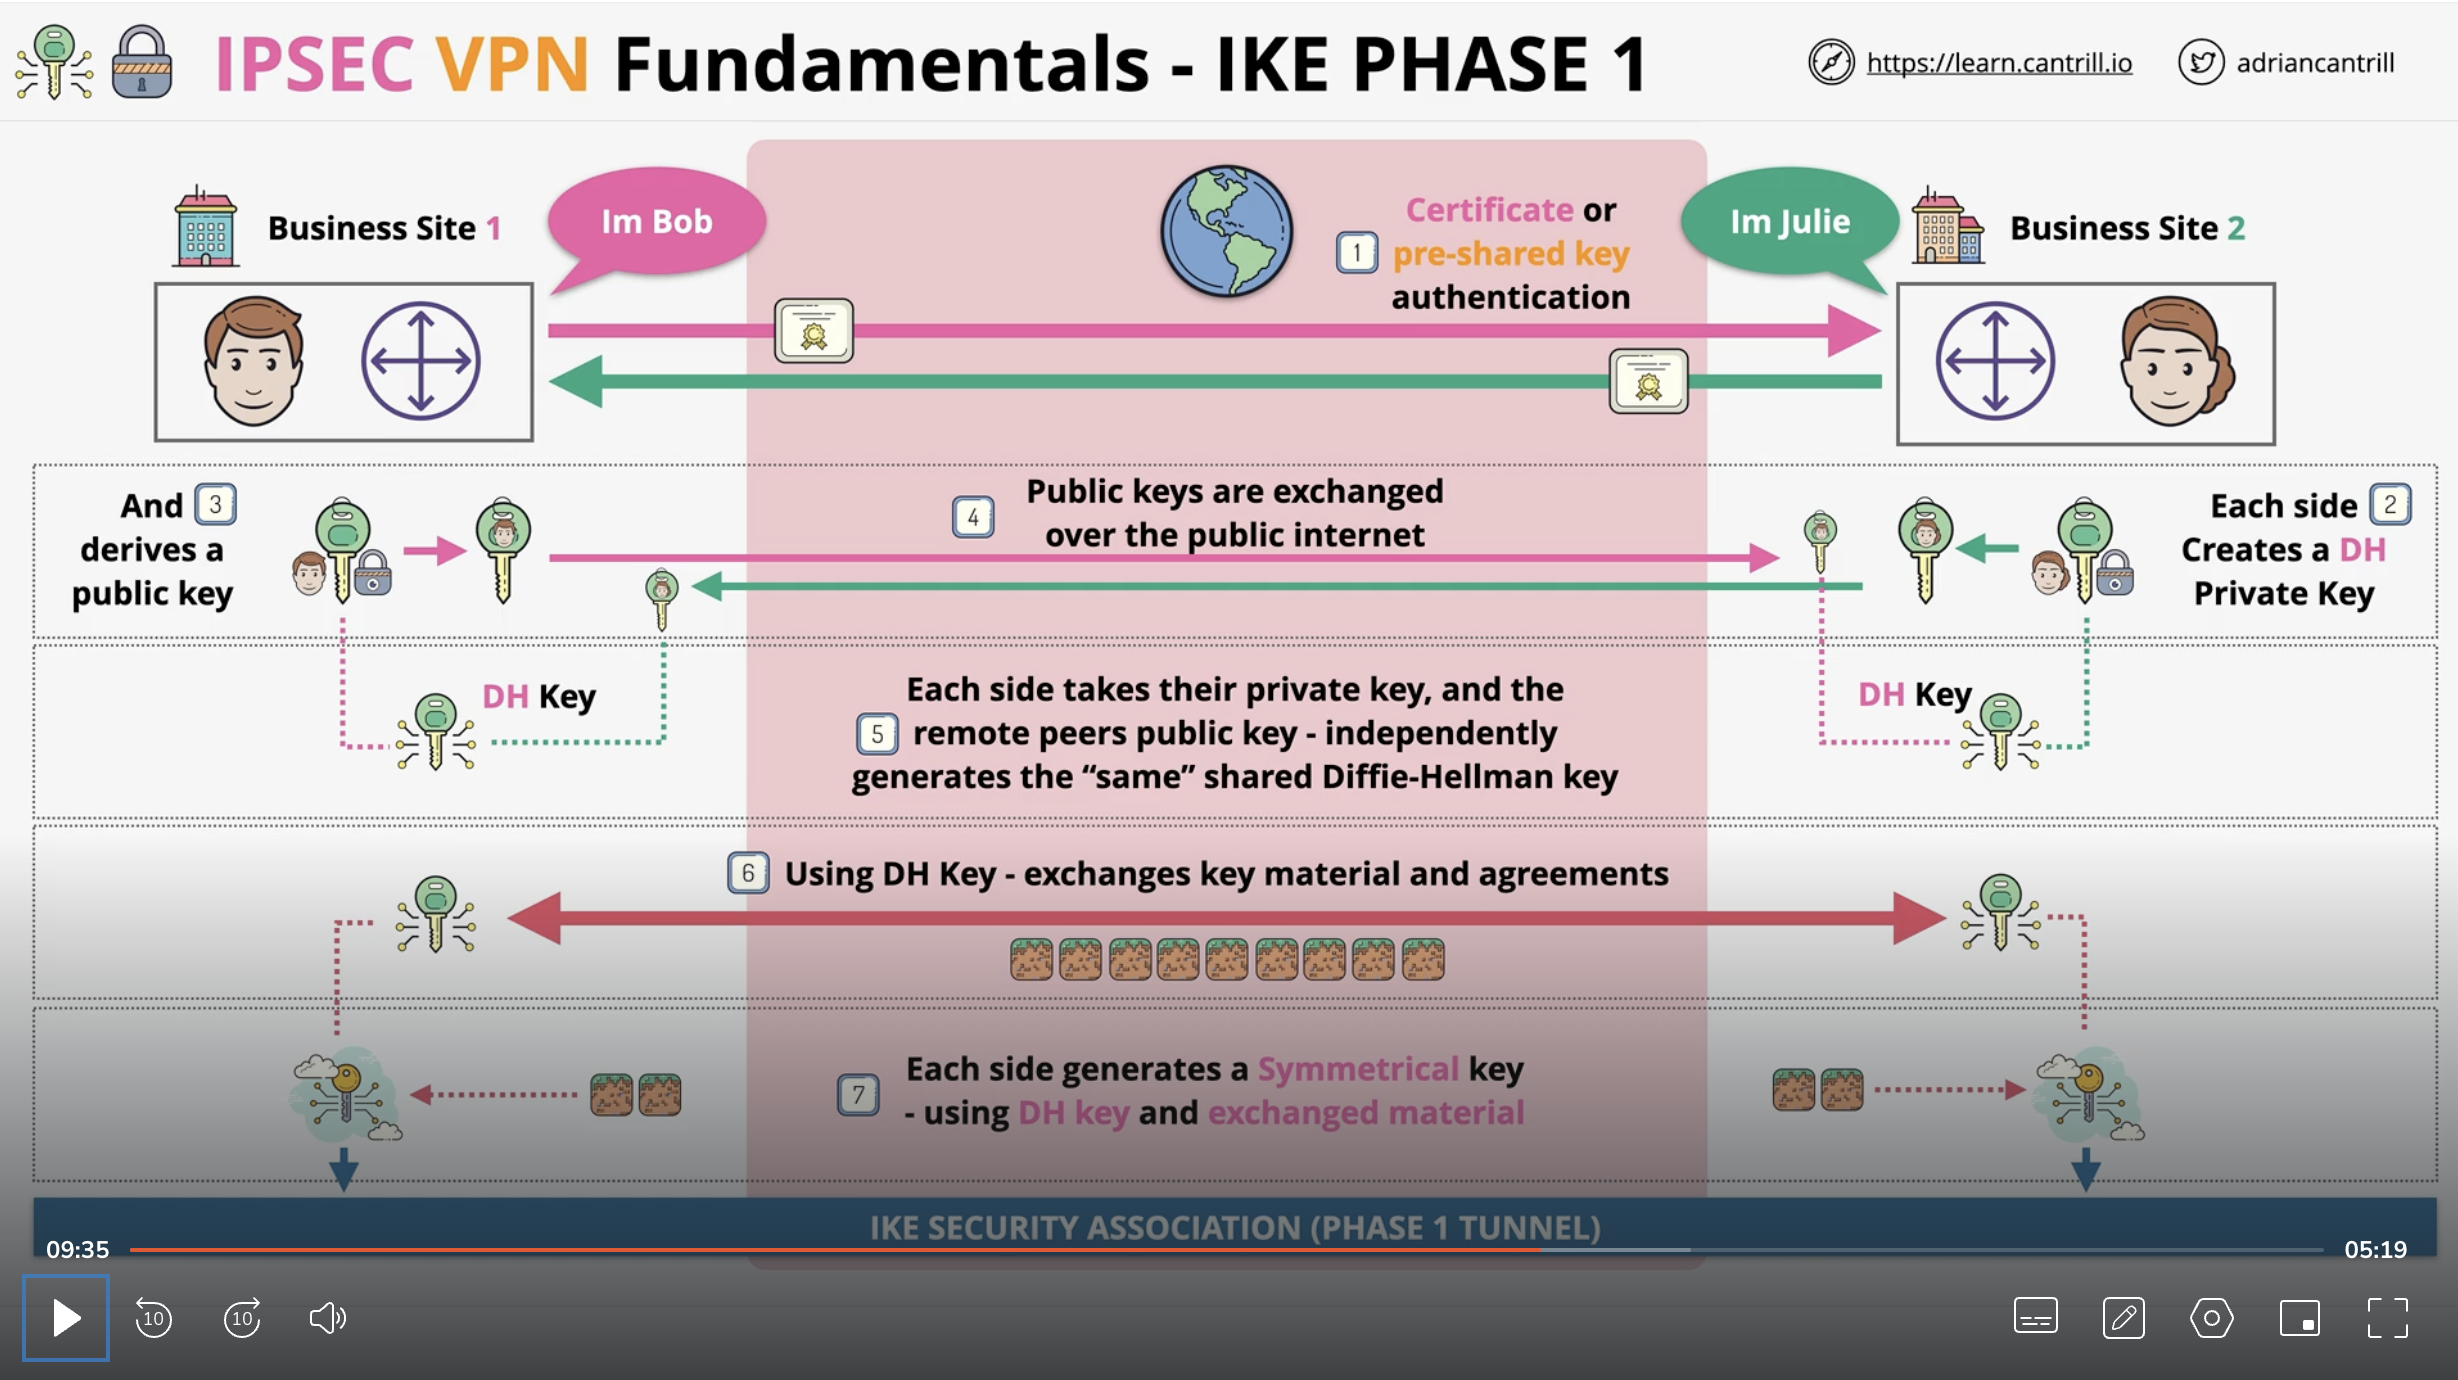 IPSEC VPN Fundamentals - IKE PHASE 1
https://learn.cantrill.io
adriancantrill
Business Site 1
Im Bob
Certificate or
1 pre-shared key
authentication
Im Julie
Business Site 2
And 3
derives a
public key
4
Public keys are exchanged
over the public internet
Each side 2
Creates a DH
Private Key
DH Key
Each side takes their private key, and the
5 remote peers public key - independently
generates the “same” shared Diffie-Hellman key
DH Key
6 Using DH Key - exchanges key material and agreements
7
Each side generates a Symmetrical key
- using DH key and exchanged material
IKE SECURITY ASSOCIATION (PHASE 1 TUNNEL)
09:35
05:19
10
10